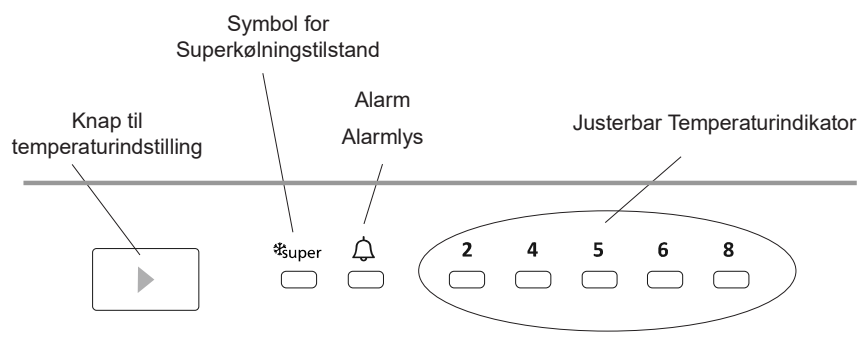 Symbol for
Superkølningstilstand
Alarm
Alarmlys
Knap til
temperaturindstilling
Justerbar Temperaturindikator
super
2 4 5 6 8